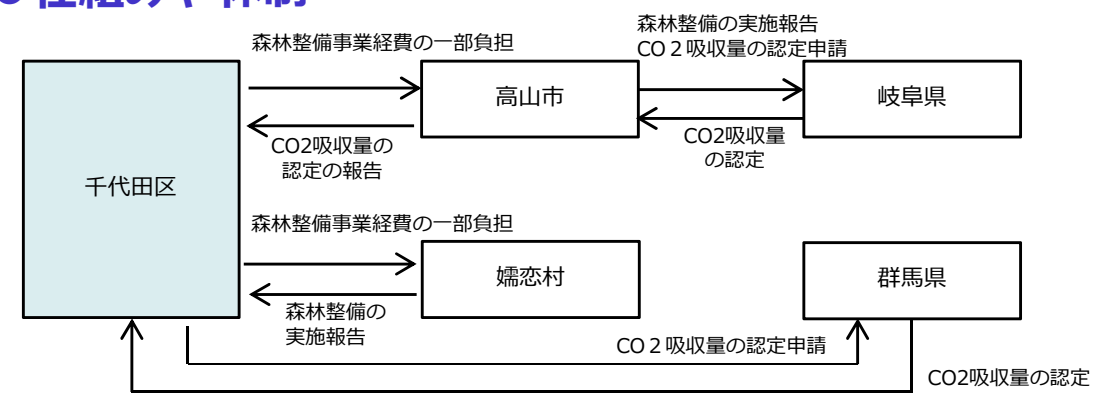 森林整備の実施報告
森林整備事業経費の一部負担
CO２吸収量の認定申請
高山市
岐阜県
CO2吸収量の
認定の報告
CO2吸収量
の認定
千代田区
森林整備事業経費の一部負担
嬬恋村
群馬県
森林整備の
実施報告
CO２吸収量の認定申請
CO2吸収量の認定